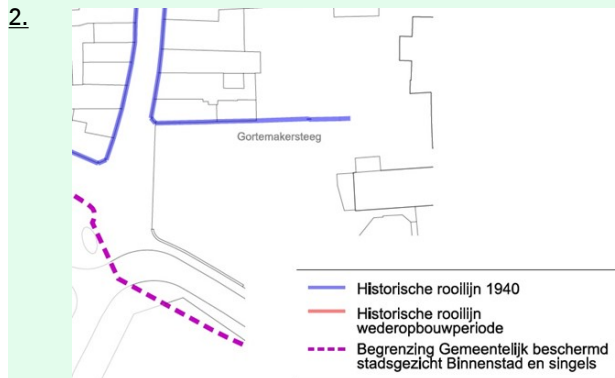 2.
Gortemakersteeg
Historische rooilijn 1940
Historische rooilijn
wederopbouwperiode
Begrenzing Gemeentelijk beschermd
stadsgezicht Binnenstad en singels